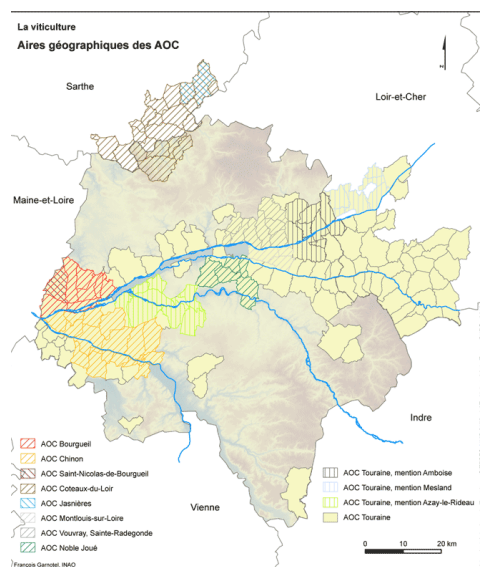 La viticulture
Aires géographiques des AOC
N
Sarthe
Loir-et-Cher
Maine-et-Loire
Indre
Vienne
AOC Bourgueil
AOC Chinon
AOC Saint-Nicolas-de-Bourgueil
AOC Coteaux-du-Loir
AOC Jasnières
AOC Montlouis-sur-Loire
AOC Vouvray, Sainte-Radegonde
AOC Noble Joué
AOC Touraine, mention Amboise
AOC Touraine, mention Mesland
AOC Touraine, mention Azay-le-Rideau
AOC Touraine
0 10 20 km
François Garnotel, INAO